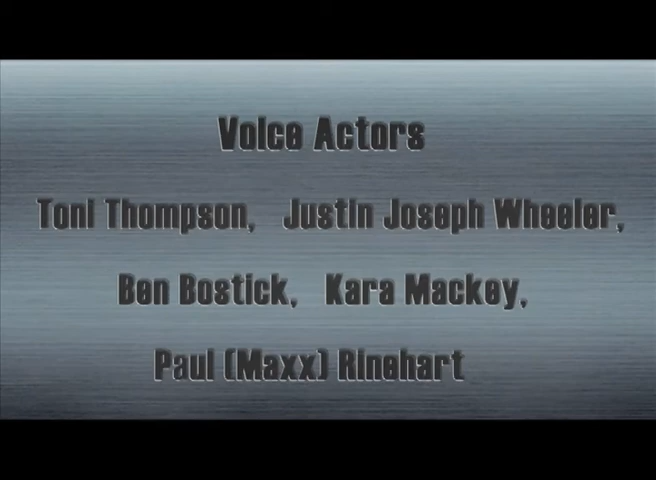 Voice Actors
Toni Thompson, Justin Joseph Wheeler,
Ben Bostick, Kara Mackey,
Paul (Maxx) Rinehart